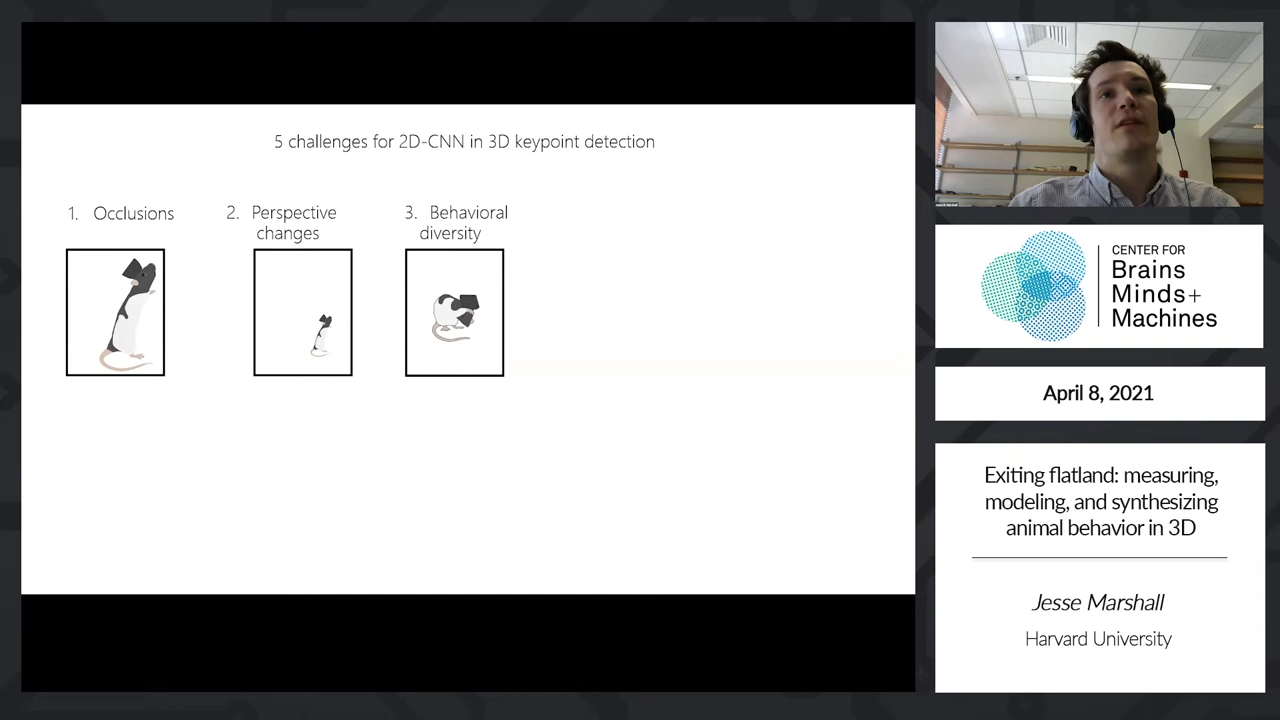 5 challenges for 2D-CNN in 3D keypoint detection
1. Occlusions
2. Perspective
changes
3. Behavioral
diversity
CENTER FOR
Brains
Minds+
Machines
April 8, 2021
Exiting flatland: measuring,
modeling, and synthesizing
animal behavior in 3D
Jesse Marshall
Harvard University